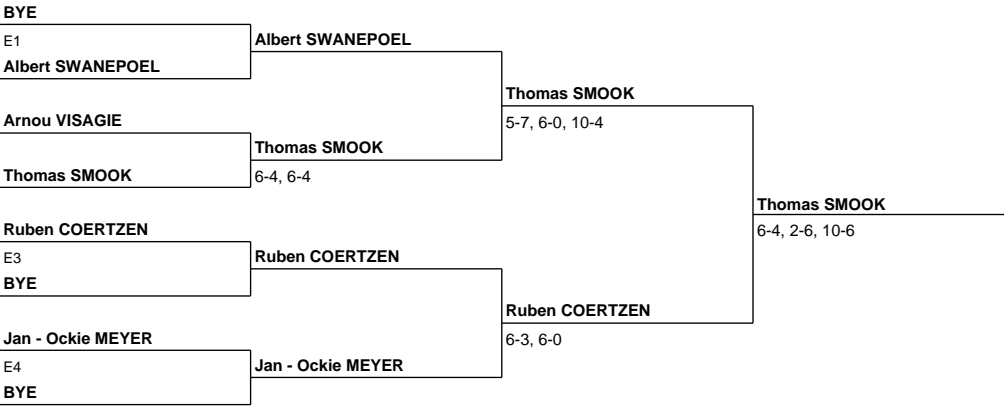 BYE
E1
Albert SWANEPOEL
Arnou VISAGIE
Thomas SMOOK
Ruben COERTZEN
E3
BYE
Jan - Ockie MEYER
E4
BYE
Albert SWANEPOEL
Thomas SMOOK
6-4, 6-4
Ruben COERTZEN
Jan - Ockie MEYER
Thomas SMOOK
5-7, 6-0, 10-4
Ruben COERTZEN
6-3, 6-0
Thomas SMOOK
6-4, 2-6, 10-6